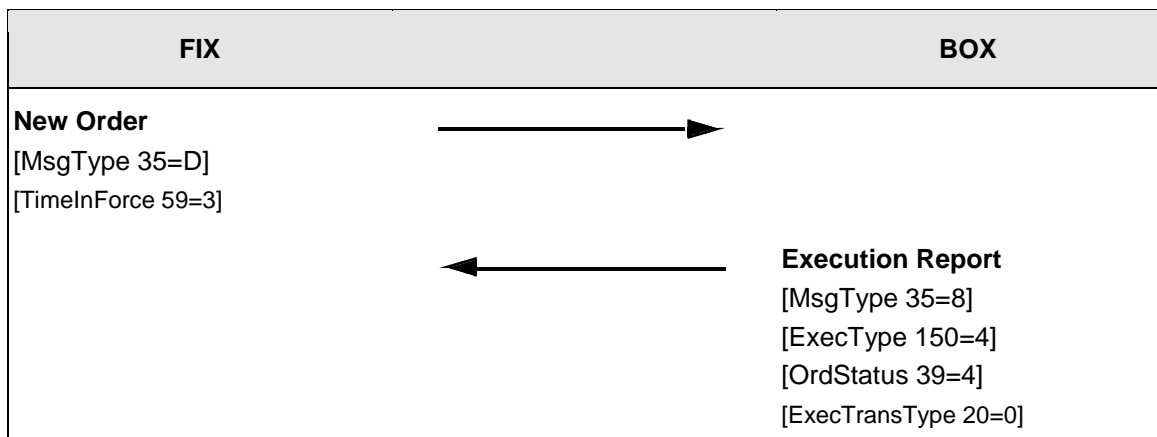 FIX BOX
New Order
[MsgType 35=D]
[TimeInForce 59=3]
Execution Report
[MsgType 35=8]
[ExecType 150=4]
[OrdStatus 39=4]
[ExecTransType 20=0]